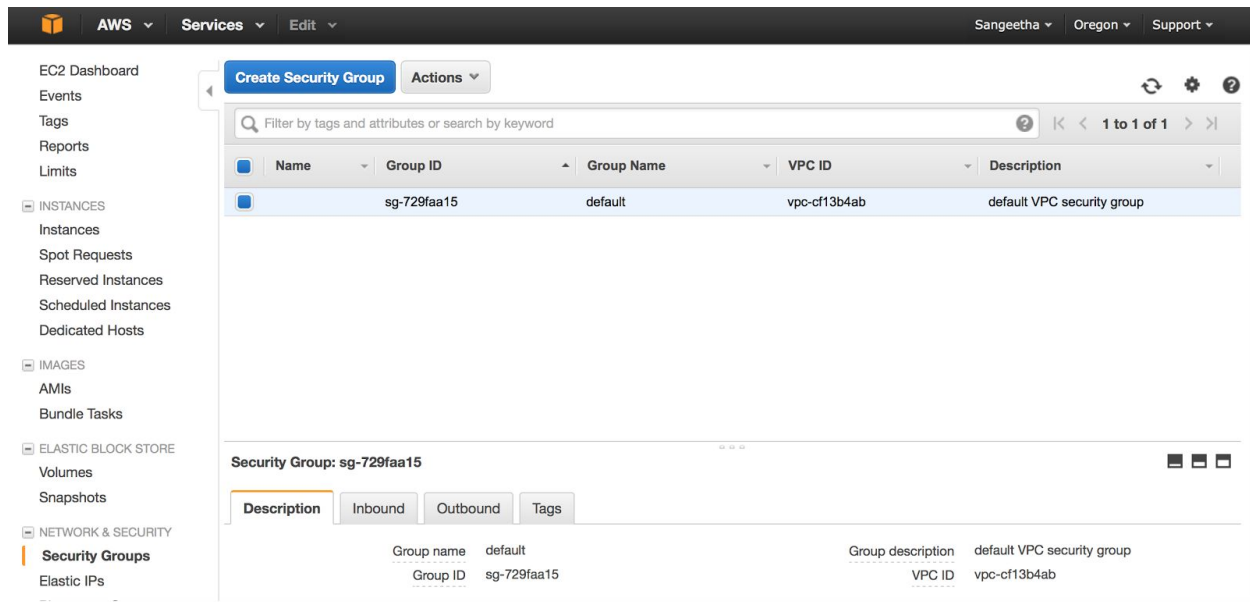 AWS Services Edit Sangeetha Oregon Support
EC2 Dashboard
Events
Tags
Reports
Limits
INSTANCES
Instances
Spot Requests
Reserved Instances
Scheduled Instances
Dedicated Hosts
IMAGES
AMIs
Bundle Tasks
ELASTIC BLOCK STORE
Volumes
Snapshots
NETWORK & SECURITY
Security Groups
Elastic IPs
Create Security Group Actions
Filter by tags and attributes or search by keyword 1 to 1 of 1
Name Group ID Group Name VPC ID Description
sg-729faa15 default vpc-cf13b4ab default VPC security group
Security Group: sg-729faa15
Description Inbound Outbound Tags
Group name default Group description default VPC security group
Group ID sg-729faa15 VPC ID vpc-cf13b4ab